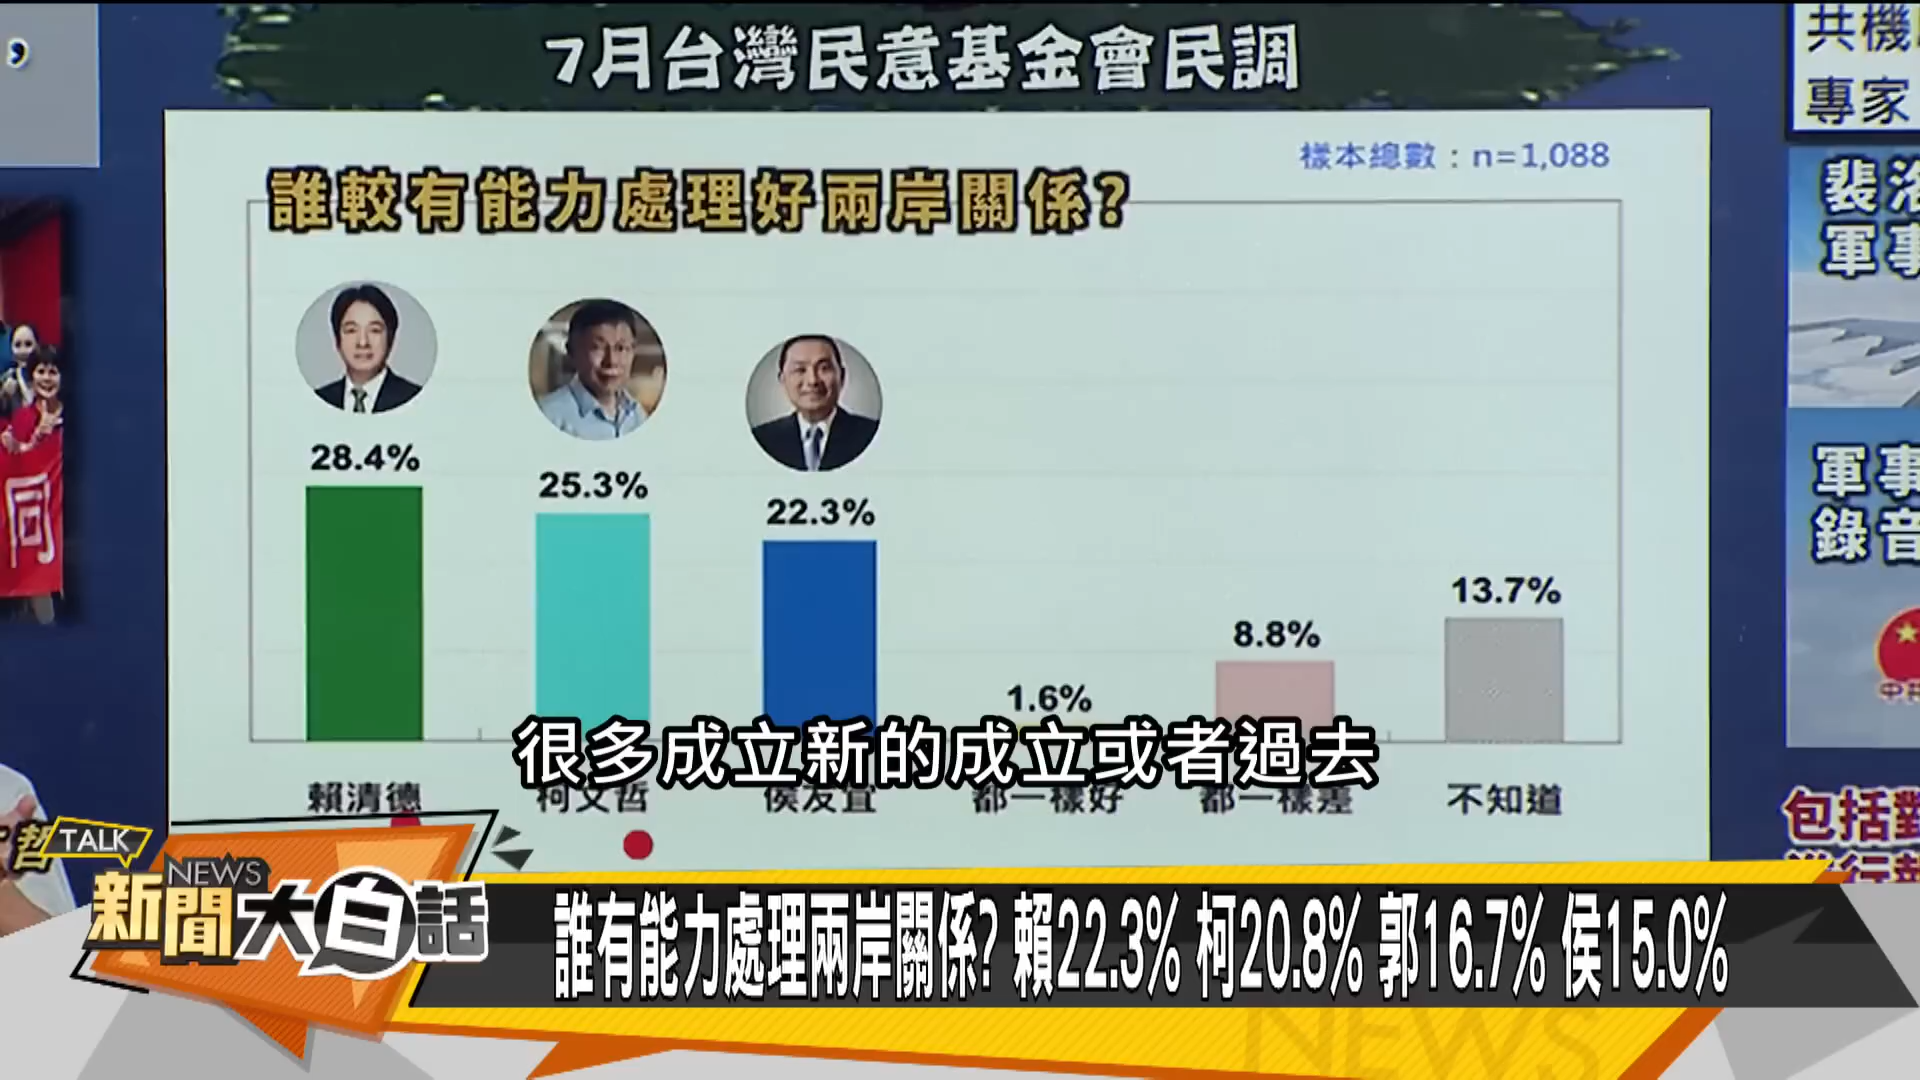 7月台灣民意基金會民調
樣本總數：n=1,088
誰較有能力處理好兩岸關係?
28.4%
25.3%
22.3%
1.6%
8.8%
13.7%
賴清德
柯文哲
侯友宜
都一樣好
都一樣差
不知道
很多成立新的成立或者過去
共機
專家
軍事
軍事
錄音
包括對
同
哲
TALK
NEWS
新聞大白話
誰有能力處理兩岸關係? 賴22.3% 柯20.8% 郭16.7% 侯15.0%
NEWS